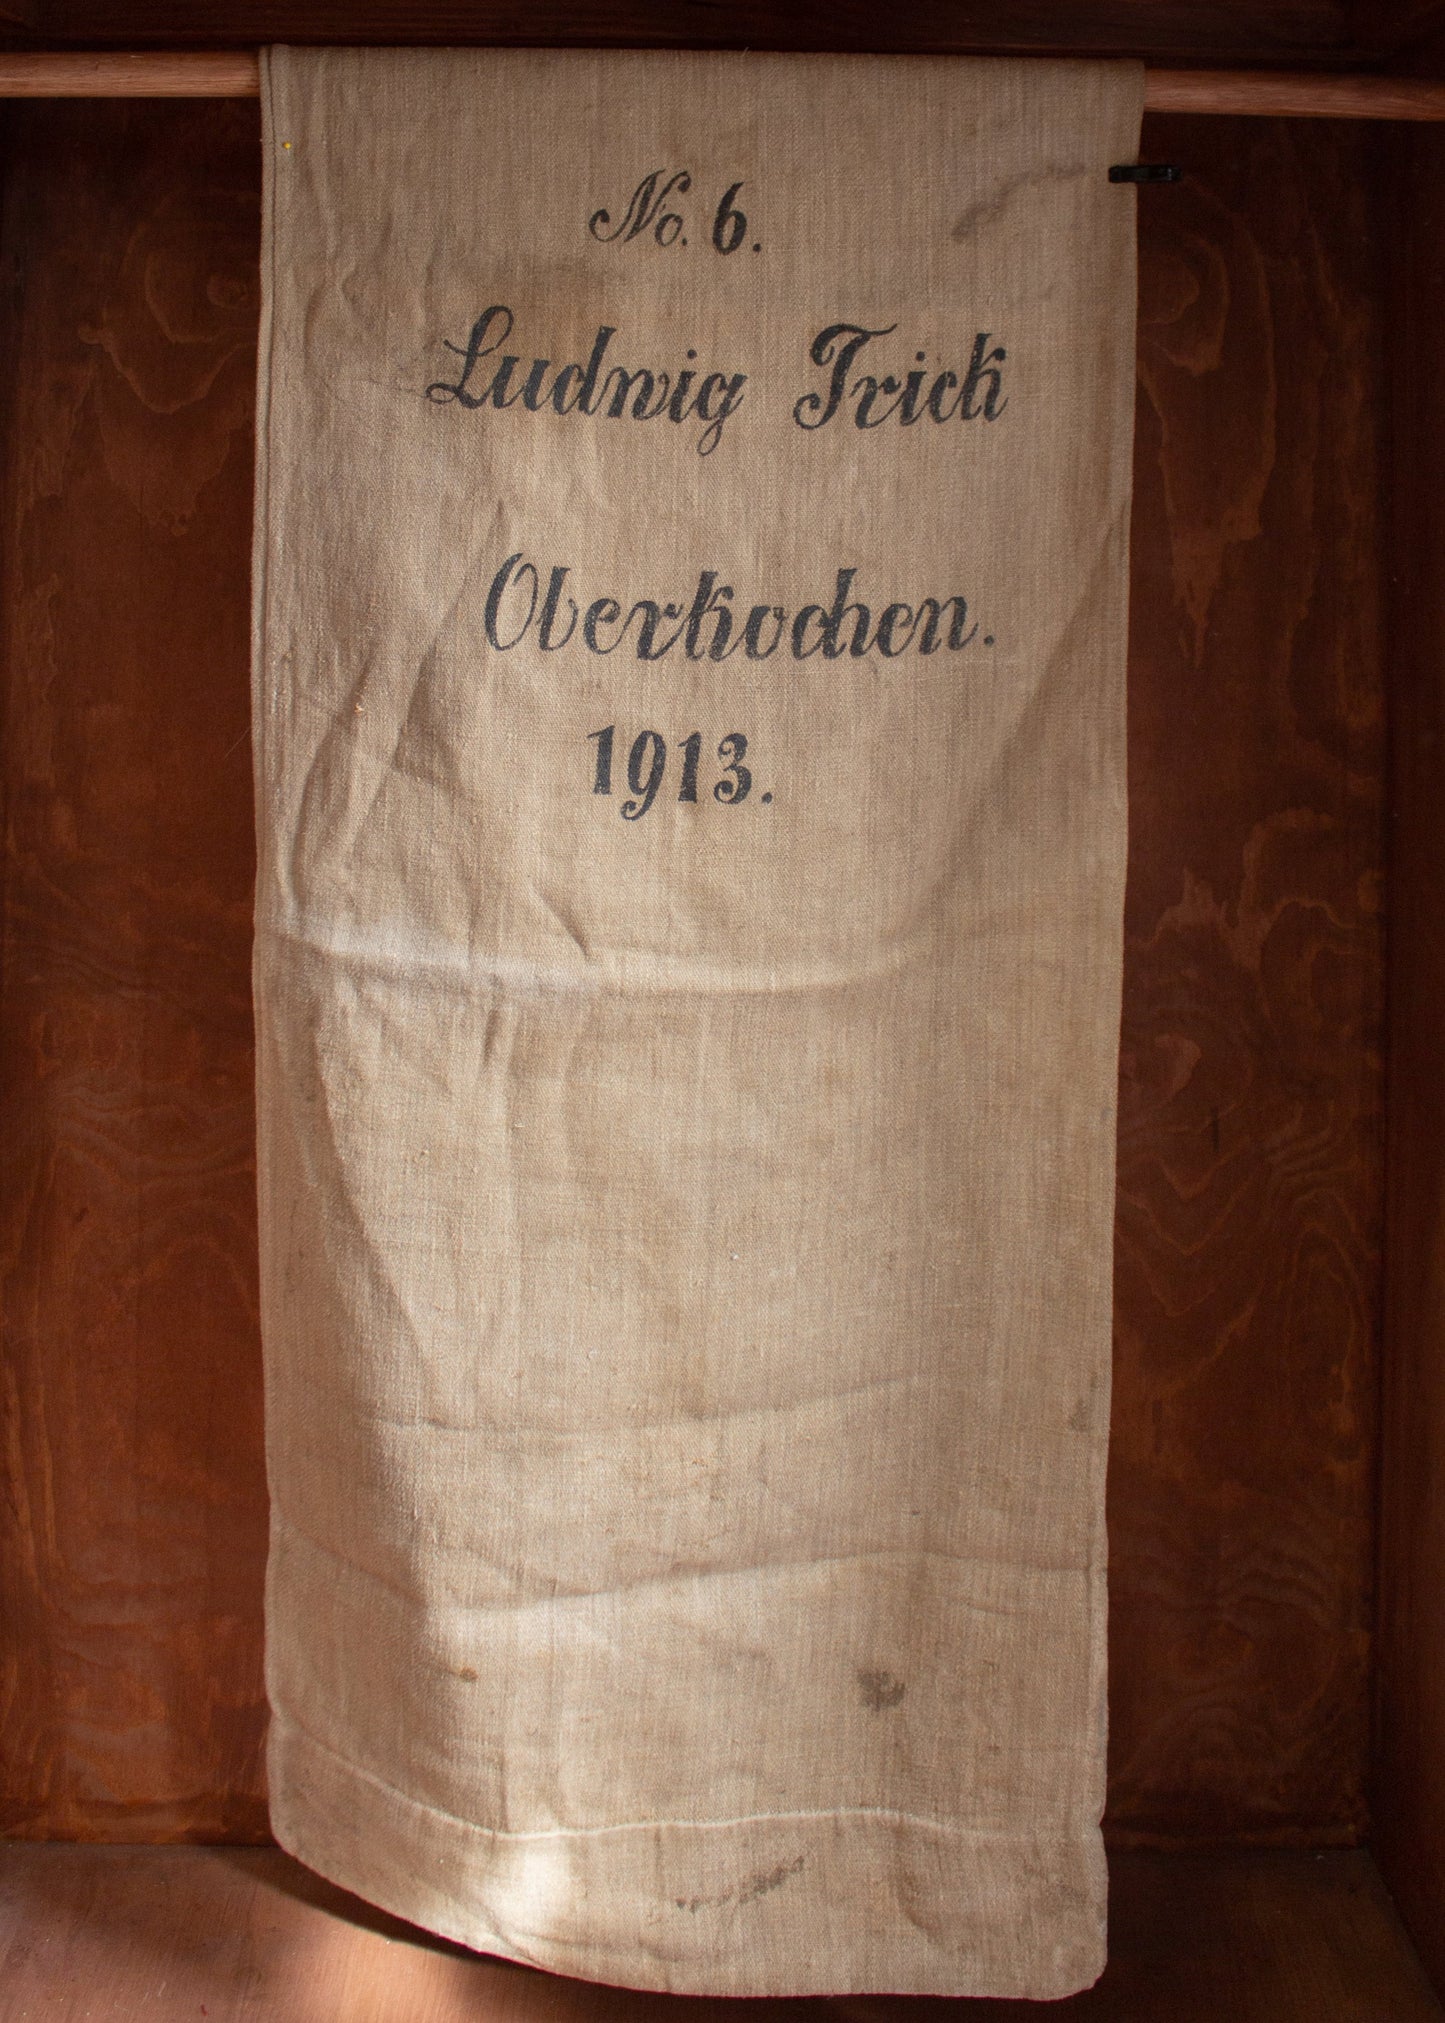 No. 6.
Ludwig Trick
Oberkochen.
1913.